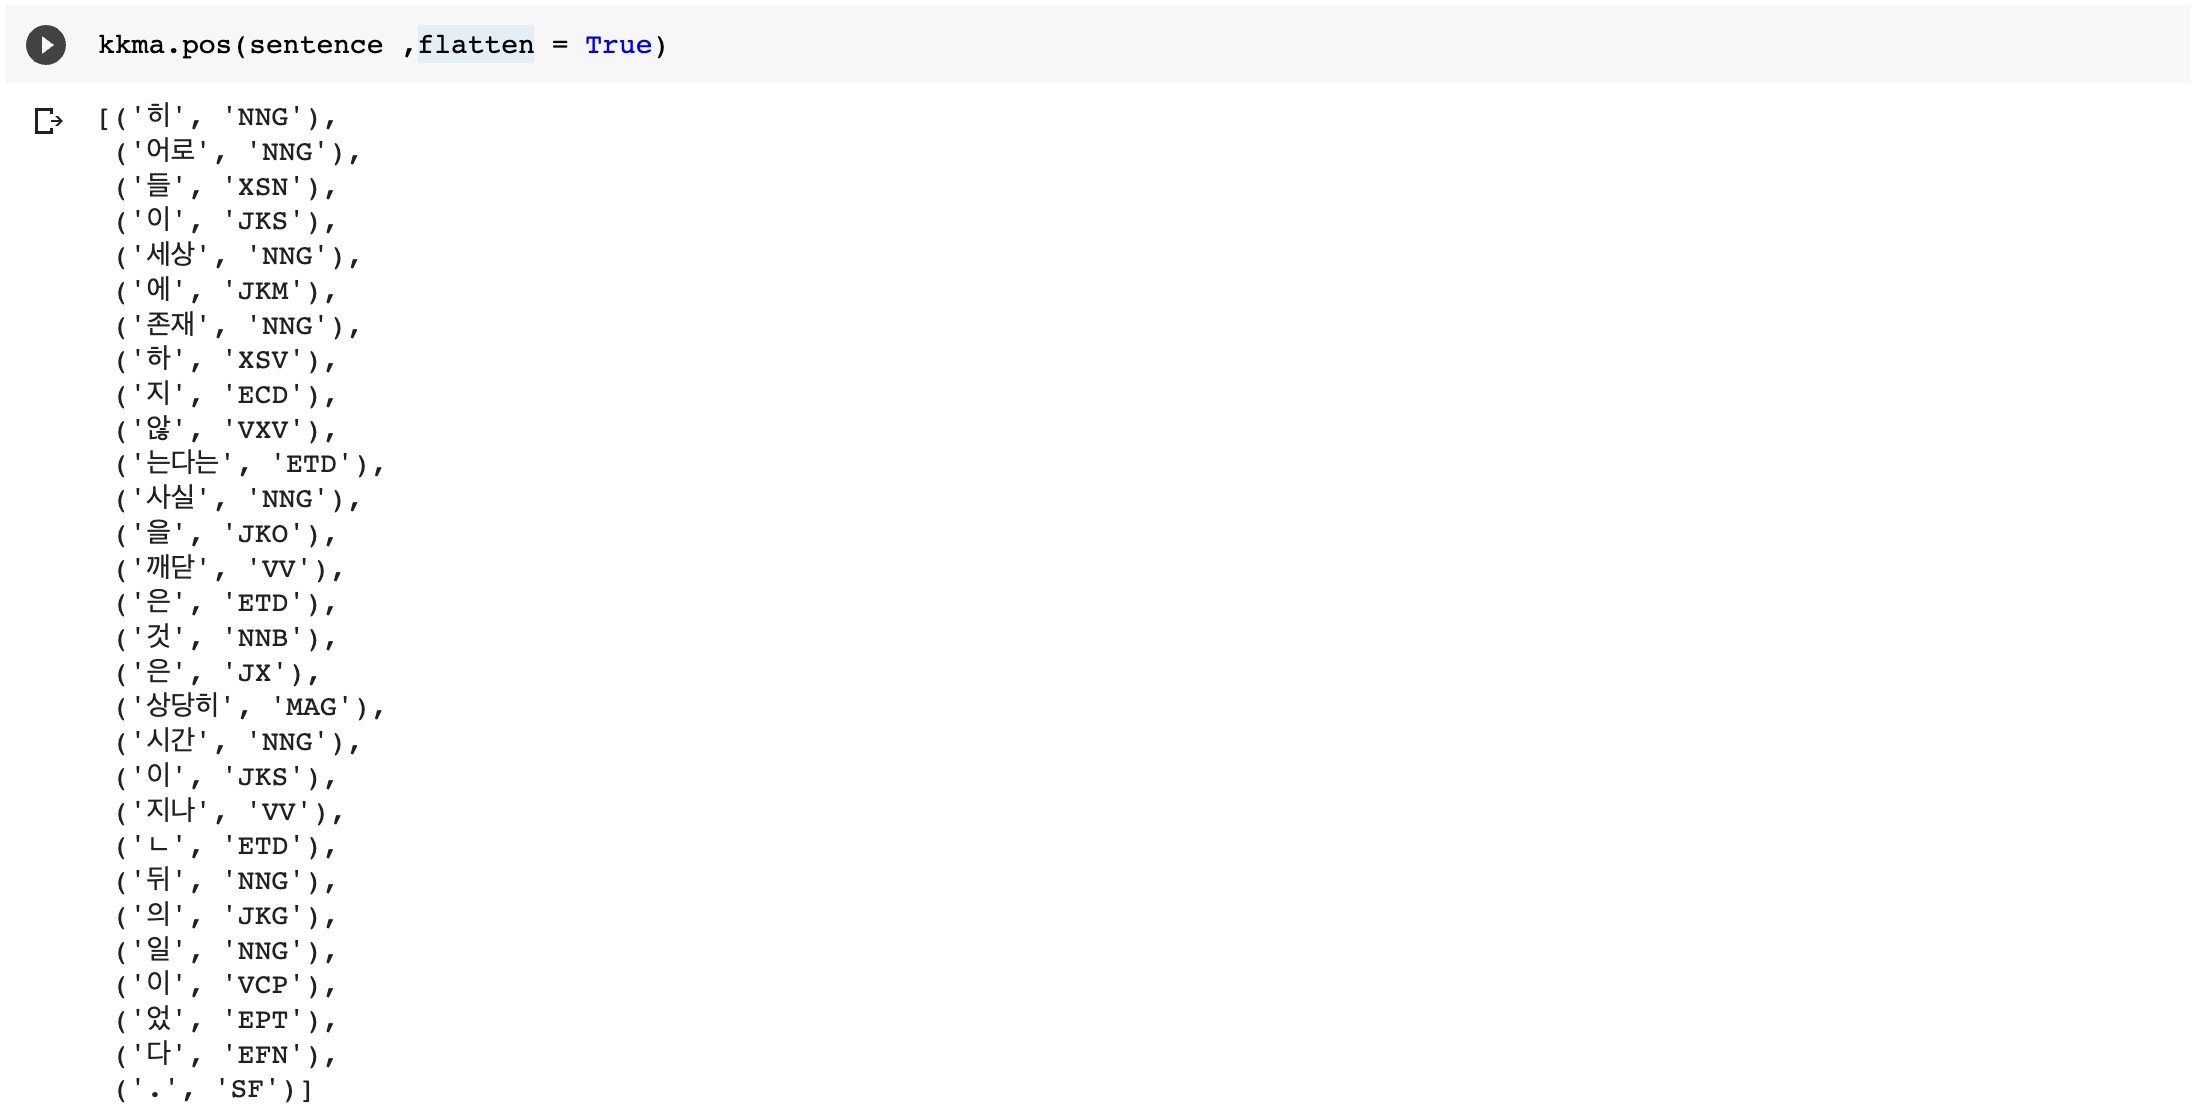 kkma.pos(sentence ,flatten = True)
[('히', 'NNG'),
('어로', 'NNG'),
('들', 'XSN'),
('이', 'JKS'),
('세상', 'NNG'),
('에', 'JKM'),
('존재', 'NNG'),
('하', 'XSV'),
('지', 'ECD'),
('않', 'VXV'),
('는다는', 'ETD'),
('사실', 'NNG'),
('을', 'JKO'),
('깨닫', 'VV'),
('은', 'ETD'),
('것', 'NNB'),
('은', 'JX'),
('상당히', 'MAG'),
('시간', 'NNG'),
('이', 'JKS'),
('지나', 'VV'),
('ㄴ', 'ETD'),
('뒤', 'NNG'),
('의', 'JKG'),
('일', 'NNG'),
('이', 'VCP'),
('었', 'EPT'),
('다', 'EFN'),
('.', 'SF')]